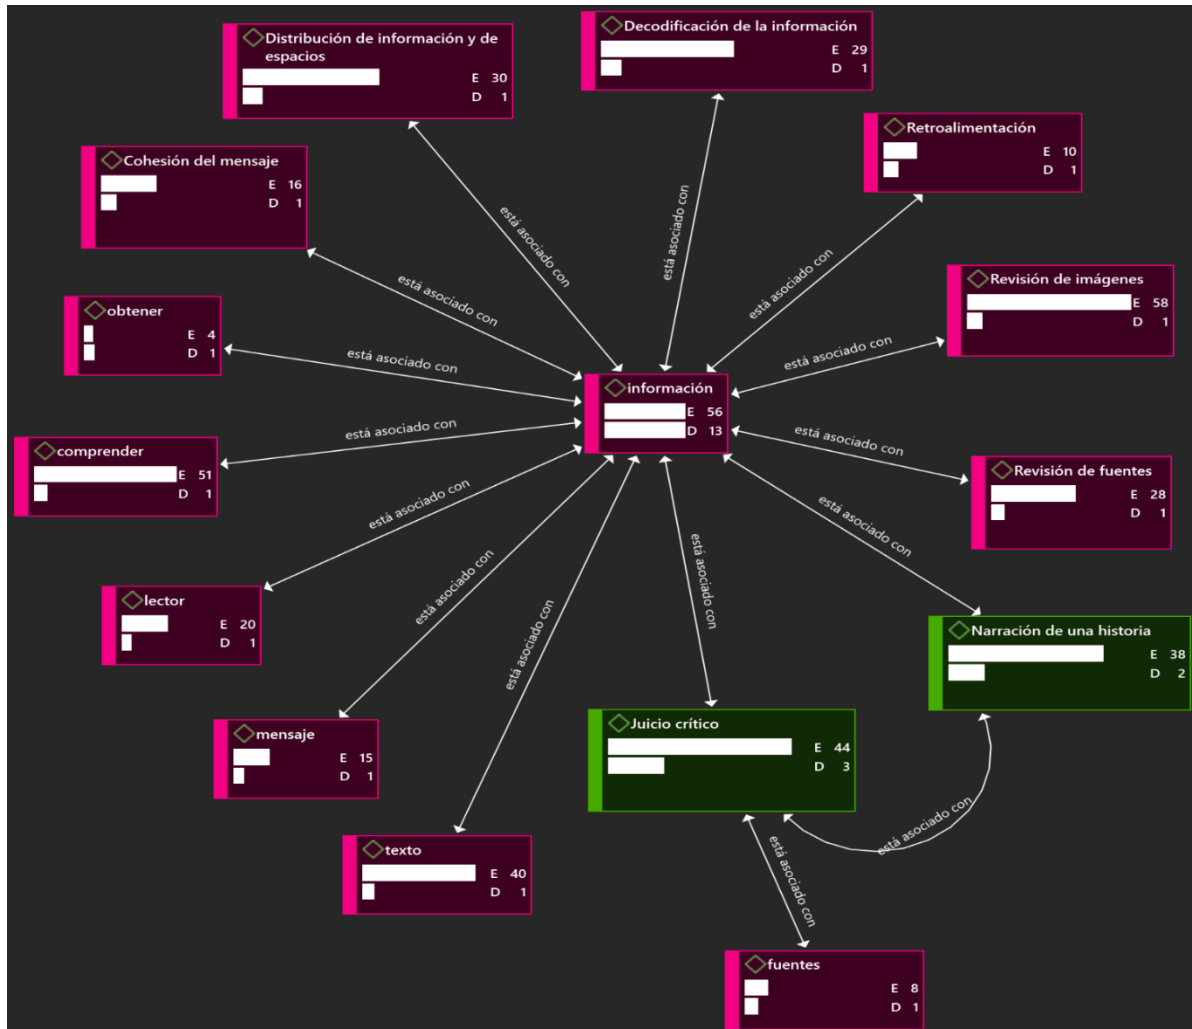 Distribución de información y de
espacios
E 30
D 1
Decodificación de la información
E 29
D 1
Retroalimentación
E 10
D 1
Cohesión del mensaje
E 16
D 1
está asociado con
está asociado con
está asociado con
está asociado con
Revisión de imágenes
E 58
D 1
obtener
E 4
D 1
está asociado con
está asociado con
información
E 56
D 13
comprender
E 51
D 1
está asociado con
está asociado con
Revisión de fuentes
E 28
D 1
está asociado con
está asociado con
está asociado con
está asociado con
está asociado con
lector
E 20
D 1
Narración de una historia
E 38
D 2
mensaje
E 15
D 1
Juicio crítico
E 44
D 3
está asociado con
texto
E 40
D 1
está asociado con
fuentes
E 8
D 1